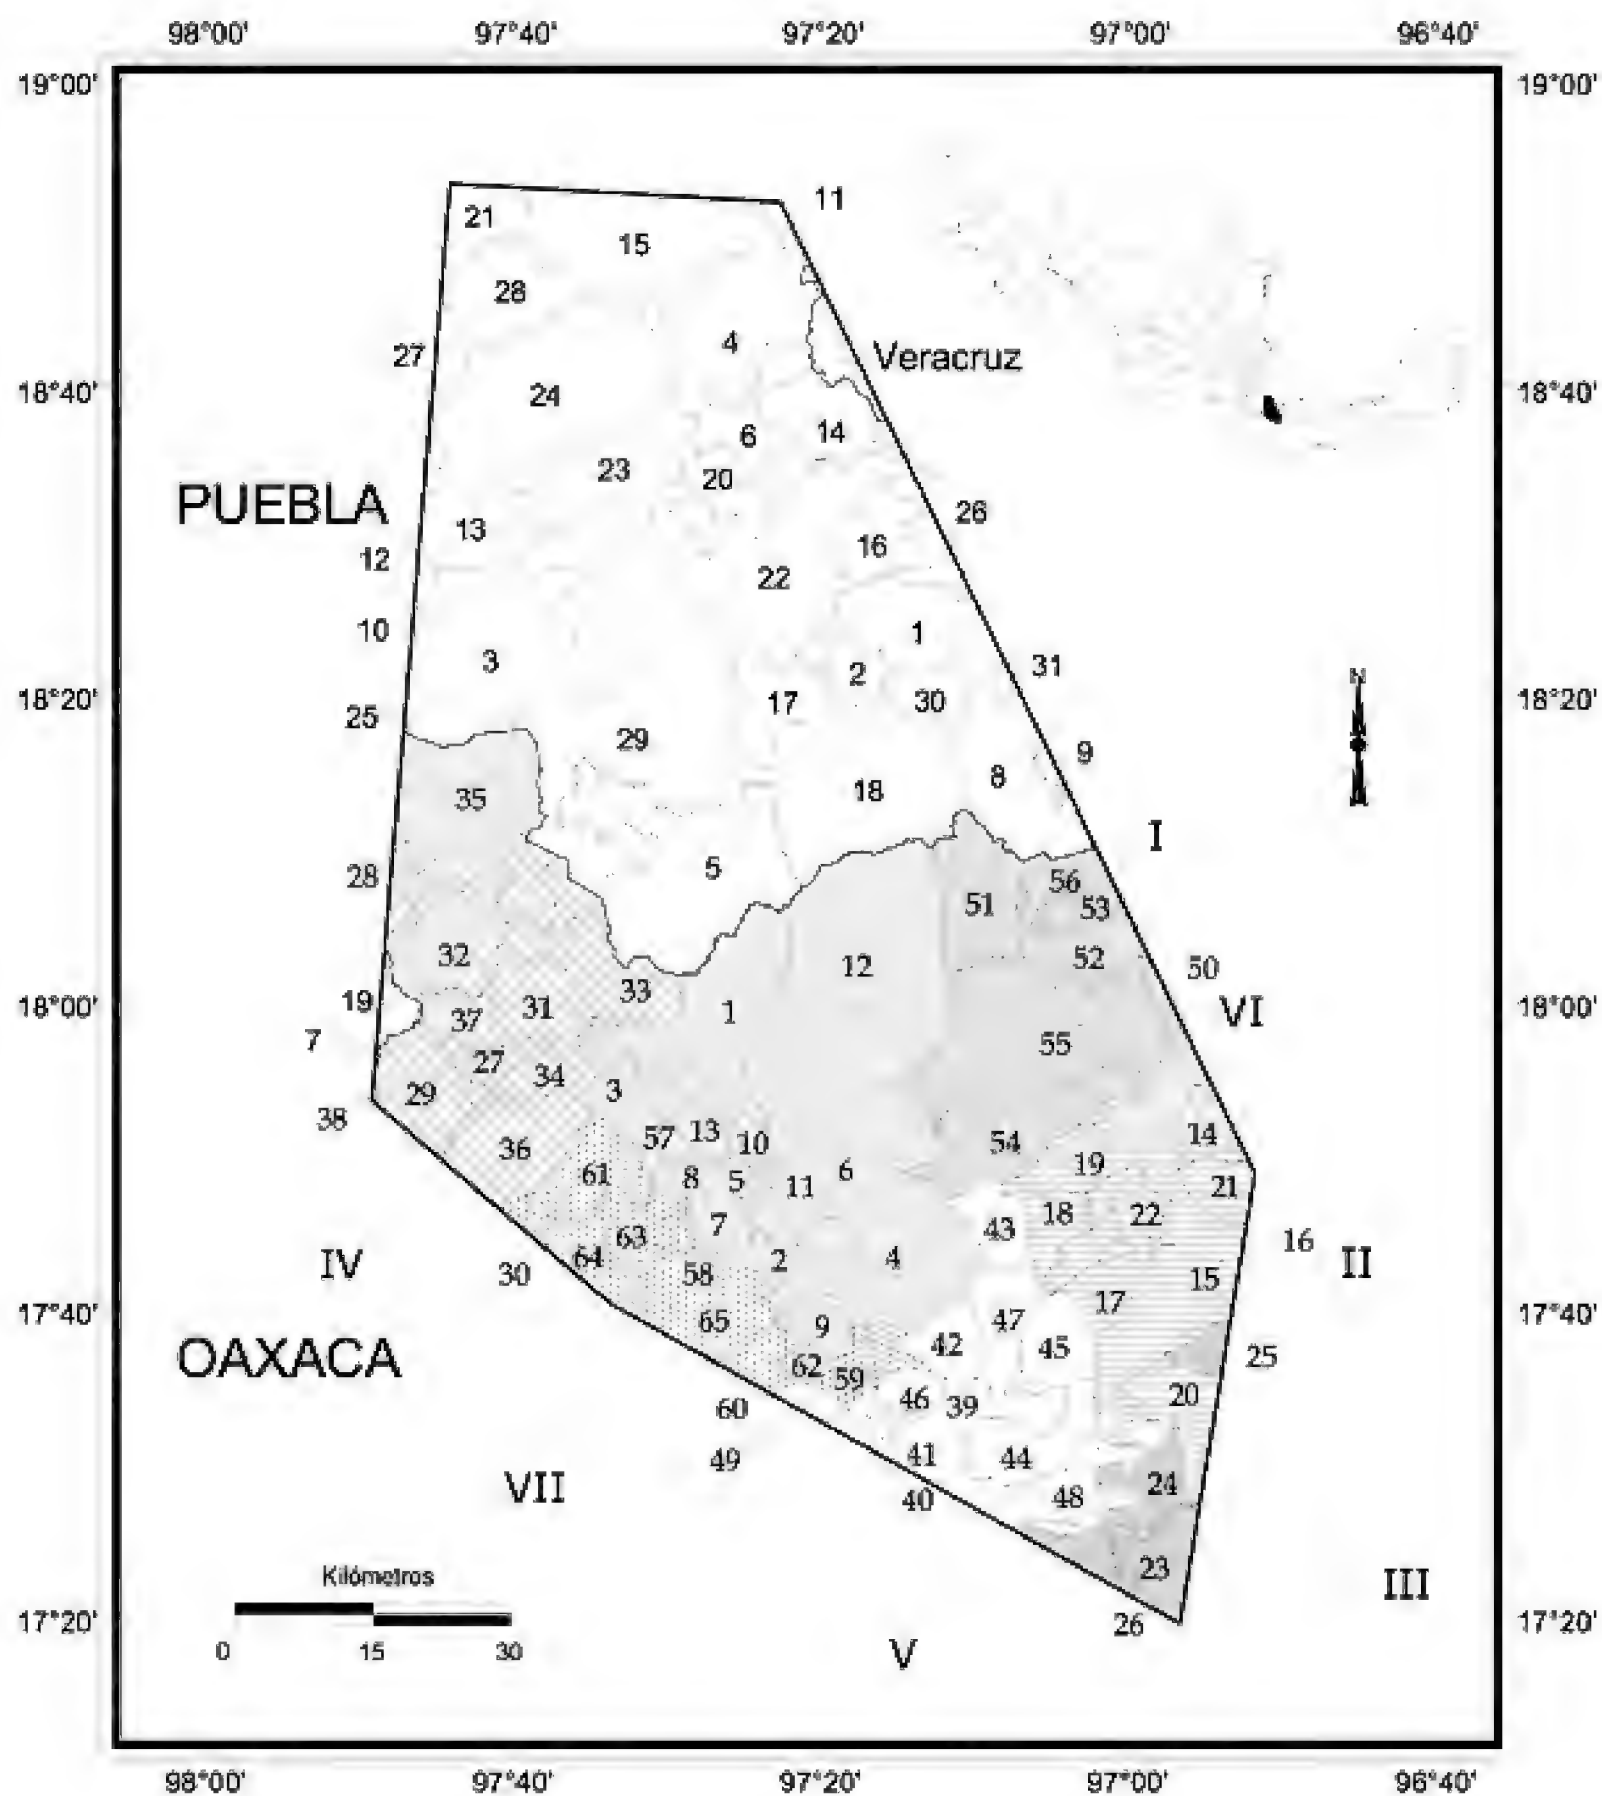 98°00' 97°40' 97°20' 97°00' 96°40'
19°00' 19°00'
11
21
15
28
4
27 Veracruz
18°40' 24 18°40'
6 14
23 20
PUEBLA 26
13
12 16
22
10 1
3 2 31
18°20' 17 30 18°20'
25
29 9
8
35 18
I
5
28 56
51 53
32 12 52 50
33
18°00' 19 31 1 VI 18°00'
37
7 27 55
29 34 3
38 57 13 10 54 14
36 19
61 8 5 11 6 21
7 43 18 22
63 16
64 2 4 II
IV 30 58 15
17
17°40' 65 9 47 17°40'
OAXACA 42 45 25
62 59
60 46 39 20
49 41 44
VII 40 48 24
Kilómetros 23 III
17°20' 26 17°20'
0 15 30 V
98°00' 97°40' 97°20' 97°00' 96°40'
N